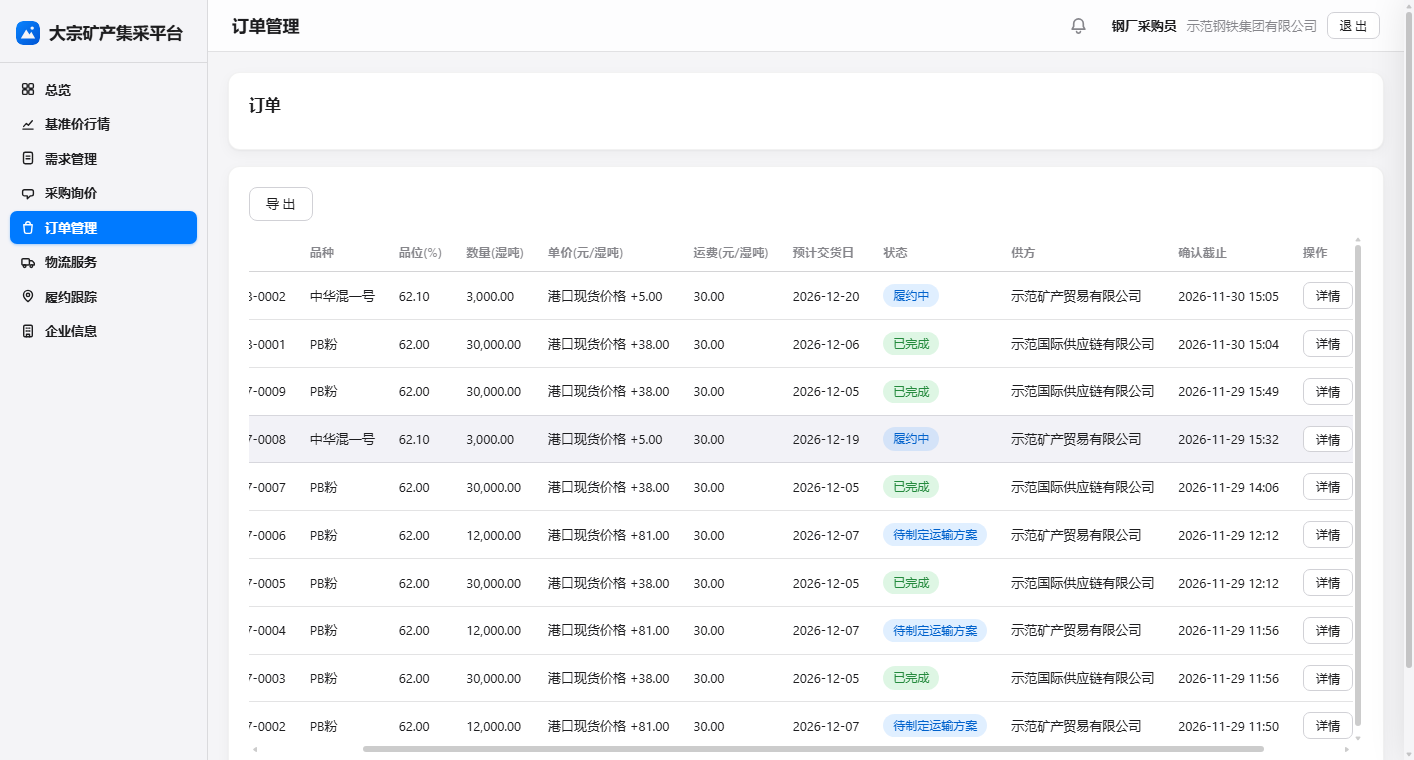 大宗矿产集采平台
订单管理
钢厂采购员 示范钢铁集团有限公司 退 出
总览
基准价行情
需求管理
采购询价
订单管理
物流服务
履约跟踪
企业信息
订单
导 出
品种 品位(%) 数量(湿吨) 单价(元/湿吨) 运费(元/湿吨) 预计交货日 状态 供方 确认截止 操作
-0002 中华混一号 62.10 3,000.00 港口现货价格 +5.00 30.00 2026-12-20 履约中 示范矿产贸易有限公司 2026-11-30 15:05 详情
-0001 PB粉 62.00 30,000.00 港口现货价格 +38.00 30.00 2026-12-06 已完成 示范国际供应链有限公司 2026-11-30 15:04 详情
-0009 PB粉 62.00 30,000.00 港口现货价格 +38.00 30.00 2026-12-05 已完成 示范国际供应链有限公司 2026-11-29 15:49 详情
-0008 中华混一号 62.10 3,000.00 港口现货价格 +5.00 30.00 2026-12-19 履约中 示范矿产贸易有限公司 2026-11-29 15:32 详情
-0007 PB粉 62.00 30,000.00 港口现货价格 +38.00 30.00 2026-12-05 已完成 示范国际供应链有限公司 2026-11-29 14:06 详情
-0006 PB粉 62.00 12,000.00 港口现货价格 +81.00 30.00 2026-12-07 待制定运输方案 示范矿产贸易有限公司 2026-11-29 12:12 详情
-0005 PB粉 62.00 30,000.00 港口现货价格 +38.00 30.00 2026-12-05 已完成 示范国际供应链有限公司 2026-11-29 12:12 详情
-0004 PB粉 62.00 12,000.00 港口现货价格 +81.00 30.00 2026-12-07 待制定运输方案 示范矿产贸易有限公司 2026-11-29 11:56 详情
-0003 PB粉 62.00 30,000.00 港口现货价格 +38.00 30.00 2026-12-05 已完成 示范国际供应链有限公司 2026-11-29 11:56 详情
-0002 PB粉 62.00 12,000.00 港口现货价格 +81.00 30.00 2026-12-07 待制定运输方案 示范矿产贸易有限公司 2026-11-29 11:50 详情